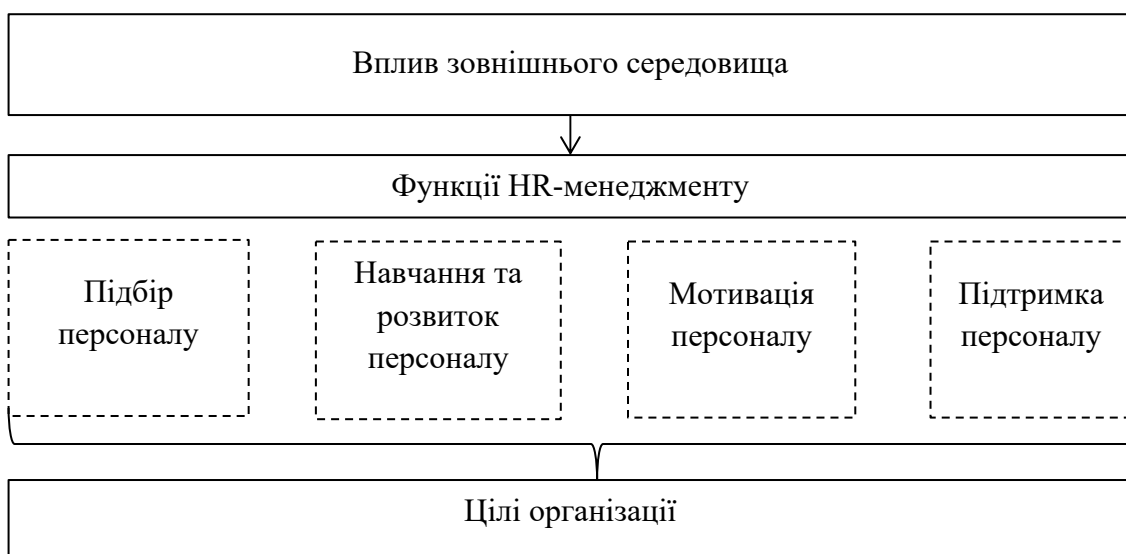 Вплив зовнішнього середовища
Функції HR-менеджменту
Підбір
персоналу
Навчання та
розвиток
персоналу
Мотивація
персоналу
Підтримка
персоналу
Цілі організації